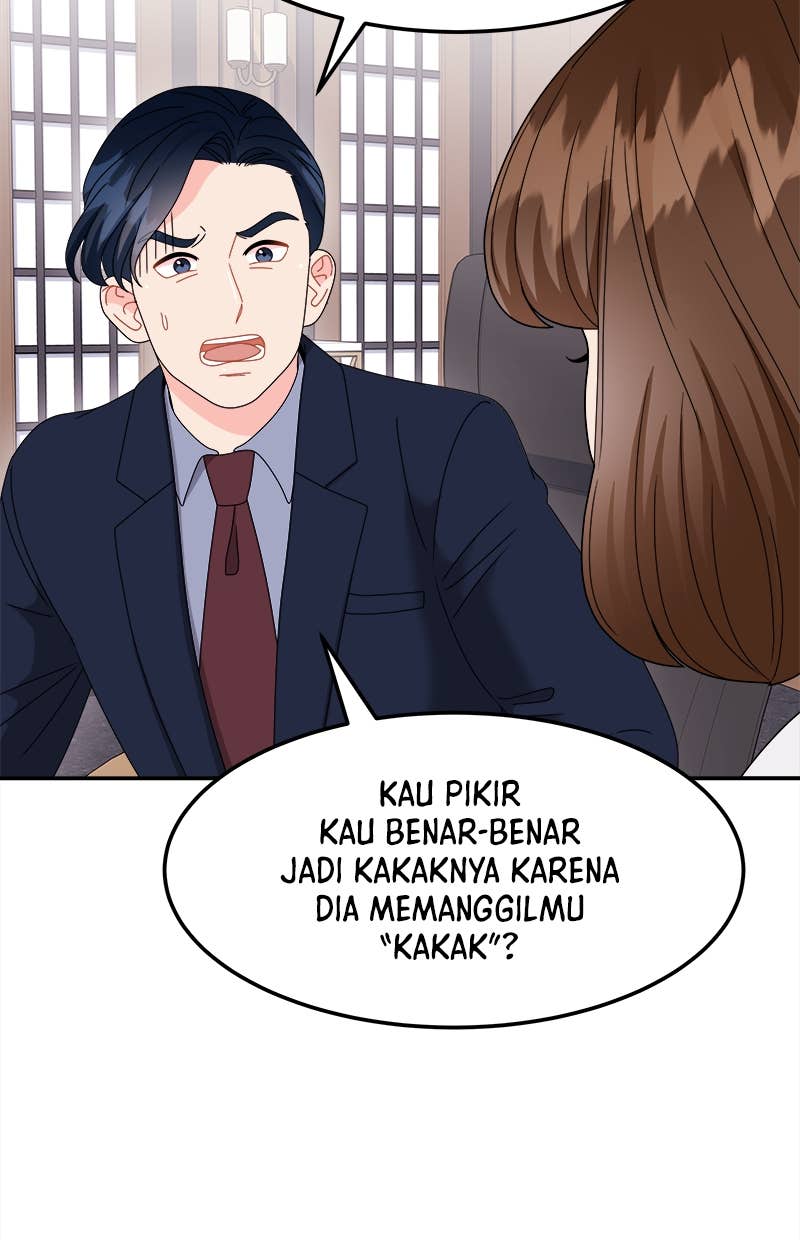 KAU PIKIR
KAU BENAR-BENAR
JADI KAKAKNYA KARENA
DIA MEMANGGILMU
“KAKAK”?